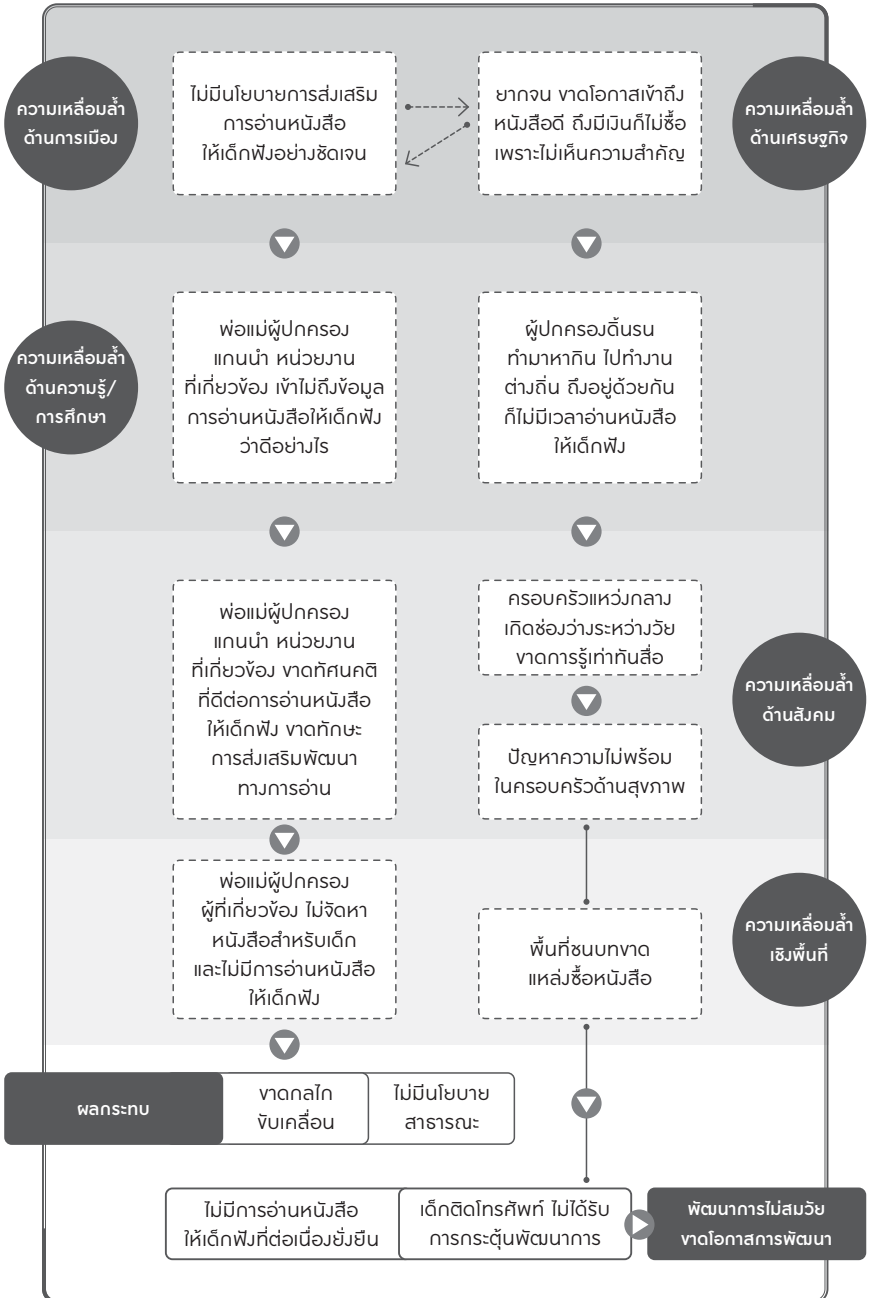 ความเหลื่อมล้ำ
ด้านการเมือง
ไม่มีนโยบายการส่งเสริม
การอ่านหนังสือ
ให้เด็กฟังอย่างชัดเจน
ยากจน ขาดโอกาสเข้าถึง
หนังสือดี ถึงมีเงินก็ไม่ซื้อ
เพราะไม่เห็นความสำคัญ
ความเหลื่อมล้ำ
ด้านเศรษฐกิจ
ความเหลื่อมล้ำ
ด้านความรู้/
การศึกษา
พ่อแม่ผู้ปกครอง
แกนนำ หน่วยงาน
ที่เกี่ยวข้อง เข้าไม่ถึงข้อมูล
การอ่านหนังสือให้เด็กฟัง
ว่าดีอย่างไร
ผู้ปกครองดิ้นรน
ทำมาหากิน ไปทำงาน
ต่างถิ่น ถึงอยู่ด้วยกัน
ก็ไม่มีเวลาอ่านหนังสือ
ให้เด็กฟัง
พ่อแม่ผู้ปกครอง
แกนนำ หน่วยงาน
ที่เกี่ยวข้อง ขาดทัศนคติ
ที่ดีต่อการอ่านหนังสือ
ให้เด็กฟัง ขาดทักษะ
การส่งเสริมพัฒนา
ทางการอ่าน
ครอบครัวแหว่งกลาง
เกิดช่องว่างระหว่างวัย
ขาดการรู้เท่าทันสื่อ
ปัญหาความไม่พร้อม
ในครอบครัวด้านสุขภาพ
ความเหลื่อมล้ำ
ด้านสังคม
พ่อแม่ผู้ปกครอง
ผู้ที่เกี่ยวข้อง ไม่จัดหา
หนังสือสำหรับเด็ก
และไม่มีการอ่านหนังสือ
ให้เด็กฟัง
พื้นที่ชนบทขาด
แหล่งซื้อหนังสือ
ความเหลื่อมล้ำ
เชิงพื้นที่
ผลกระทบ
ขาดกลไก
ขับเคลื่อน
ไม่มีนโยบาย
สาธารณะ
ไม่มีการอ่านหนังสือ
ให้เด็กฟังที่ต่อเนื่องยั่งยืน
เด็กติดโทรศัพท์ ไม่ได้รับ
การกระตุ้นพัฒนาการ
พัฒนาการไม่สมวัย
ขาดโอกาสการพัฒนา